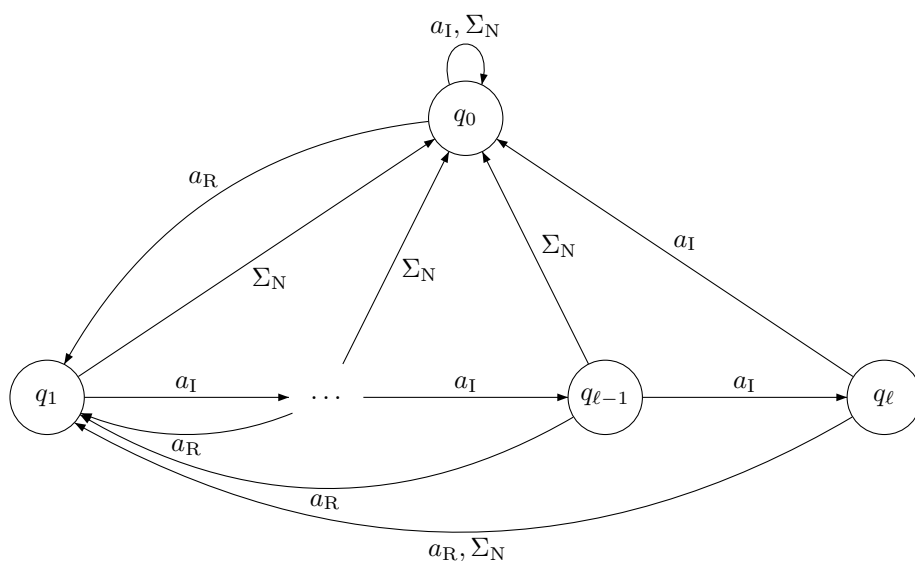 a_I, Σ_N
q_0
a_R
Σ_N
Σ_N
Σ_N
a_I
q_1
a_I
...
a_I
q_{ℓ−1}
a_I
q_ℓ
a_R
a_R
a_R, Σ_N